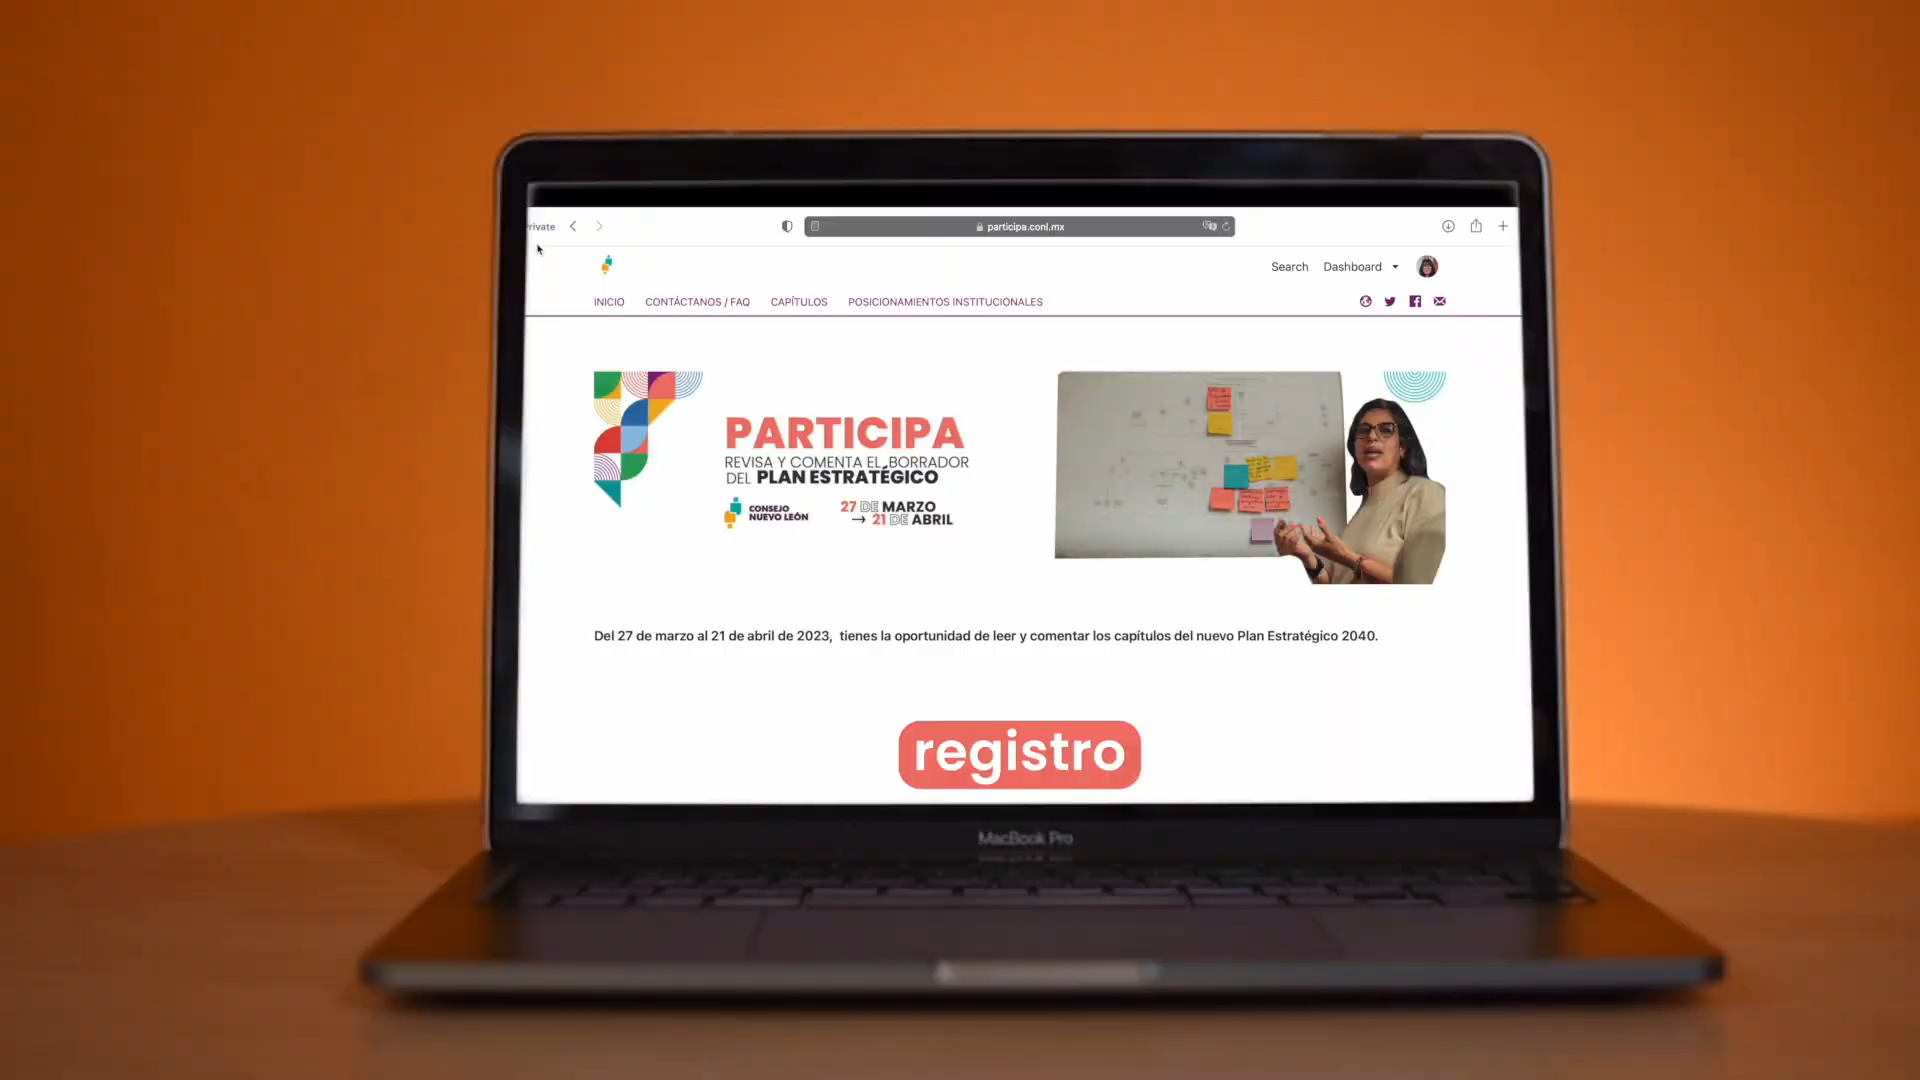 rivate
participa.conl.mx
Search Dashboard
INICIO CONTÁCTANOS / FAQ CAPÍTULOS POSICIONAMIENTOS INSTITUCIONALES
PARTICIPA
REVISA Y COMENTA EL BORRADOR
DEL PLAN ESTRATÉGICO
CONSEJO
NUEVO LEÓN
27 DE MARZO
→ 21 DE ABRIL
Del 27 de marzo al 21 de abril de 2023, tienes la oportunidad de leer y comentar los capítulos del nuevo Plan Estratégico 2040.
registro
MacBook Pro